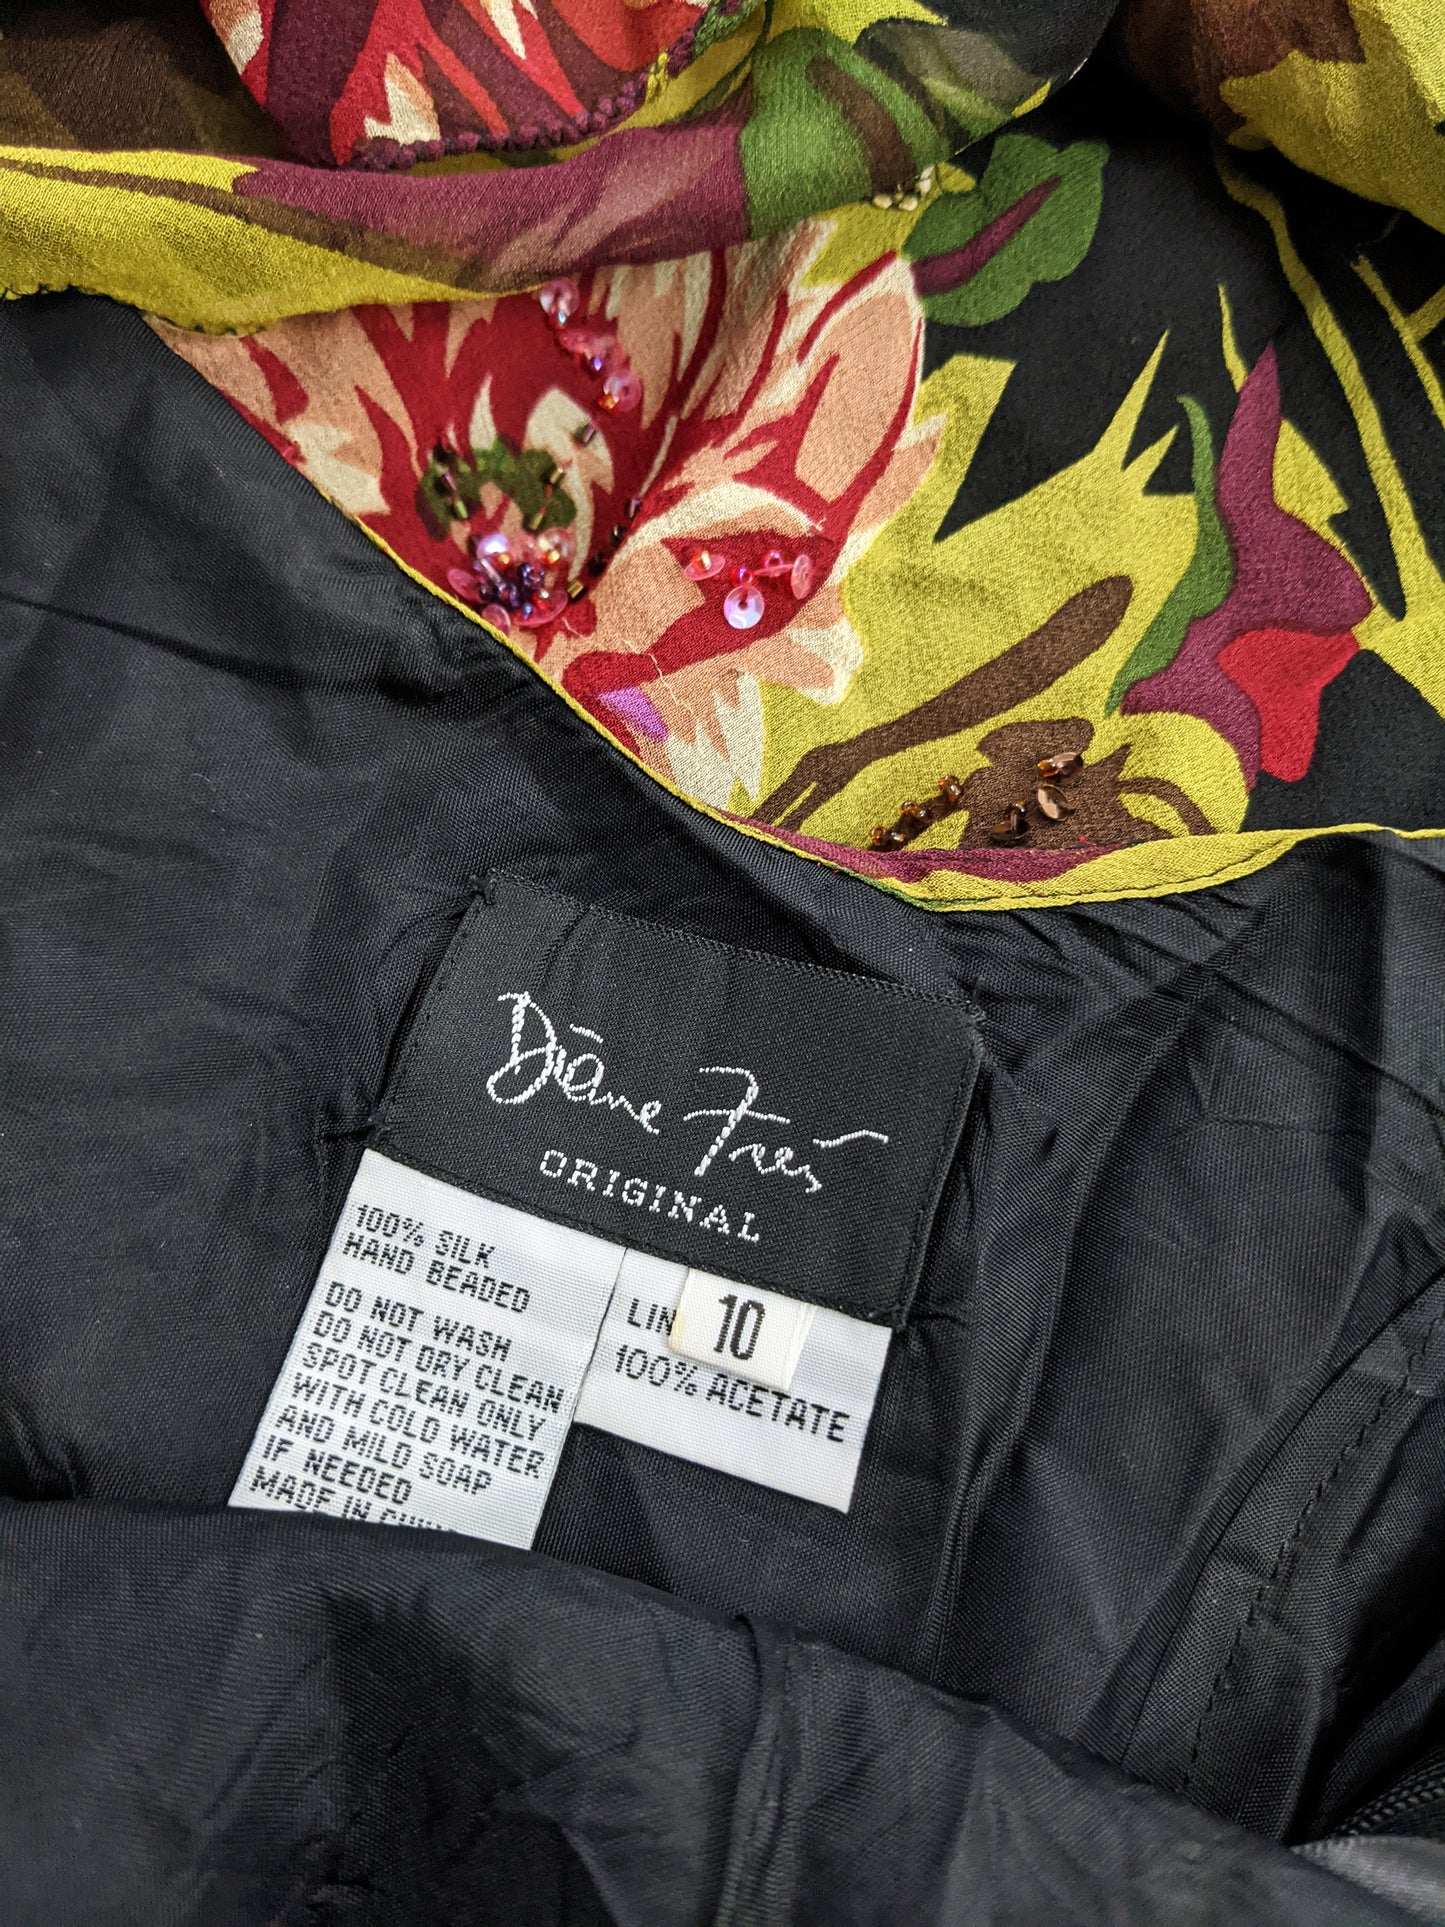 Diane Freis
ORIGINAL
100% SILK
HAND BEADED
DO NOT WASH
DO NOT DRY CLEAN
SPOT CLEAN ONLY
WITH COLD WATER
AND MILD SOAP
IF NEEDED
MADE IN
LIN
10
100% ACETATE